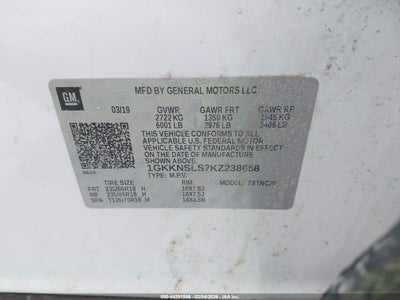 GM
MFD BY GENERAL MOTORS LLC
03/19 GVWR GAWR FRT GAWR RR
2722 KG 1350 KG 1545 KG
6001 LB 2976 LB 3406 LB
THIS VEHICLE CONFORMS TO ALL
APPLICABLE U.S. FEDERAL MOTOR
VEHICLE SAFETY STANDARDS IN EFFECT ON
THE DATE OF MANUFACTURE SHOWN ABOVE.
1GKKNSLS7KZ238658
TYPE: M.P.V.
TIRE SIZE RIM MODEL:
FRT 235/65R18 H 18X7.5J
RR 235/65R18 H 18X7.5J
SPA T135/70R18 M 18X4.5B